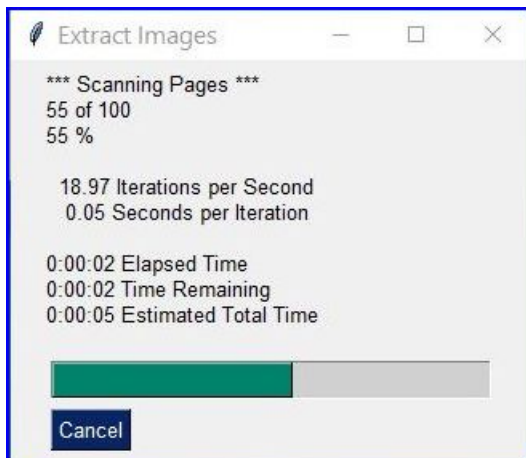 Extract Images
*** Scanning Pages ***
55 of 100
55 %
18.97 Iterations per Second
0.05 Seconds per Iteration
0:00:02 Elapsed Time
0:00:02 Time Remaining
0:00:05 Estimated Total Time
Cancel